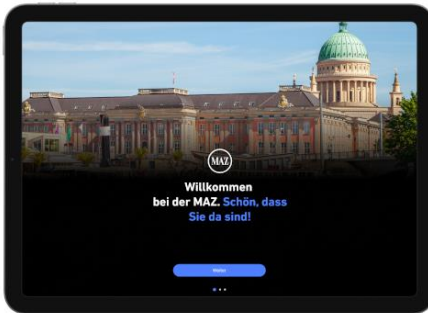 MAZ
Willkommen
bei der MAZ. Schön, dass
Sie da sind!
Weiter